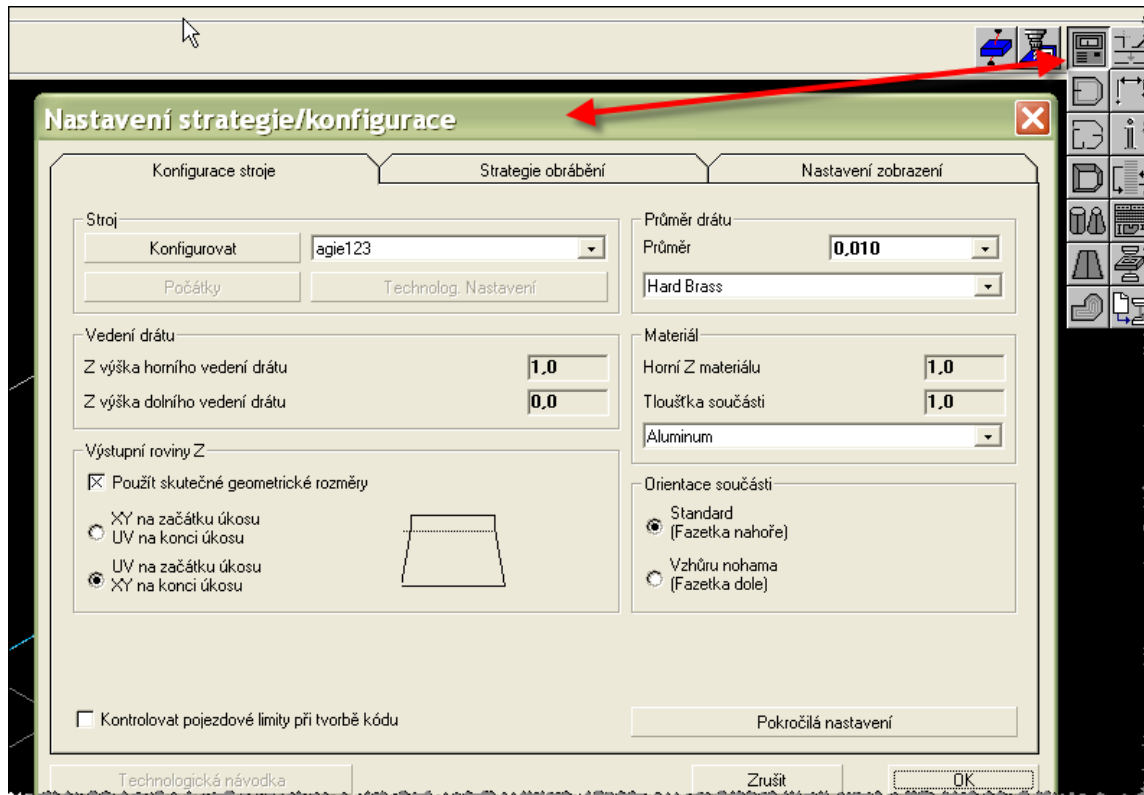 Nastavení strategie/konfigurace
Konfigurace stroje
Strategie obrábění
Nastavení zobrazení
Stroj
Konfigurovat
agie123
Počátky
Technolog. Nastavení
Průměr drátu
Průměr
0,010
Hard Brass
Vedení drátu
Z výška horního vedení drátu
1,0
Z výška dolního vedení drátu
0,0
Materiál
Horní Z materiálu
1,0
Tloušťka součásti
1,0
Aluminum
Výstupní roviny Z
Použít skutečné geometrické rozměry
XY na začátku úkosu
UV na konci úkosu
UV na začátku úkosu
XY na konci úkosu
Orientace součásti
Standard
(Fazetka nahoře)
Vzhůru nohama
(Fazetka dole)
Kontrolovat pojezdové limity při tvorbě kódu
Pokročilá nastavení
Technologická návodka
Zrušit
OK